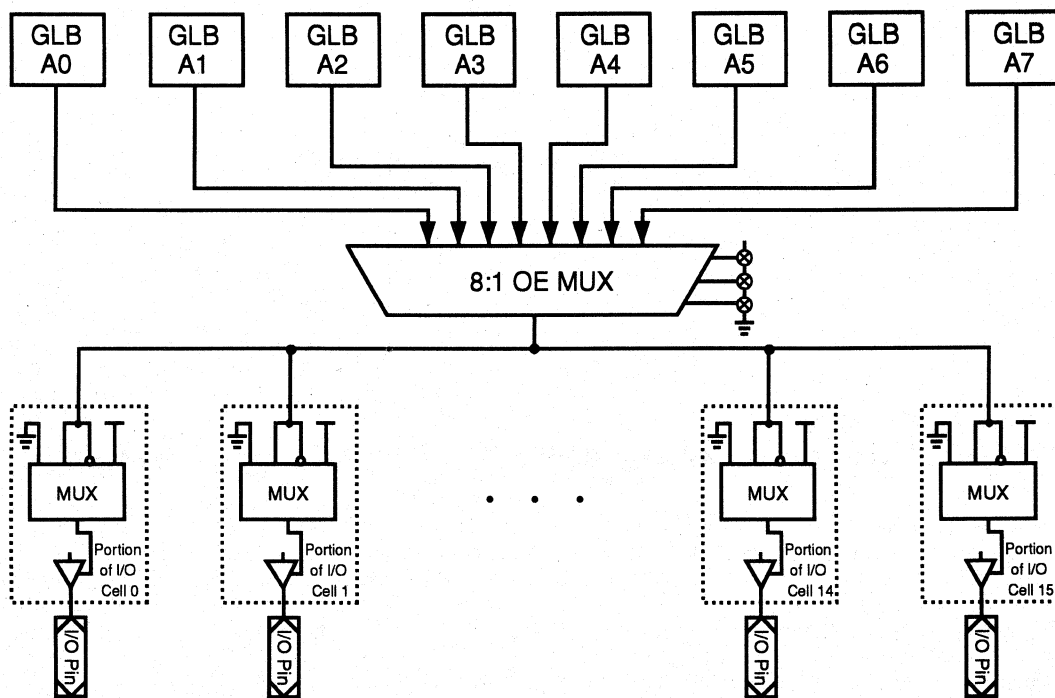 GLB
A0
GLB
A1
GLB
A2
GLB
A3
GLB
A4
GLB
A5
GLB
A6
GLB
A7
8:1 OE MUX
MUX
MUX
MUX
MUX
Portion
of I/O
Cell 0
Portion
of I/O
Cell 1
Portion
of I/O
Cell 14
Portion
of I/O
Cell 15
I/O Pin
I/O Pin
I/O Pin
I/O Pin